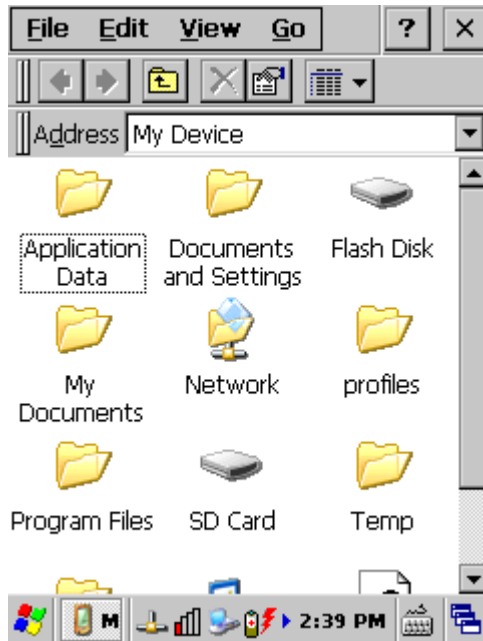 File Edit View Go ? ×
Address My Device
Application Data
Documents and Settings
Flash Disk
My Documents
Network
profiles
Program Files
SD Card
Temp
M 2:39 PM